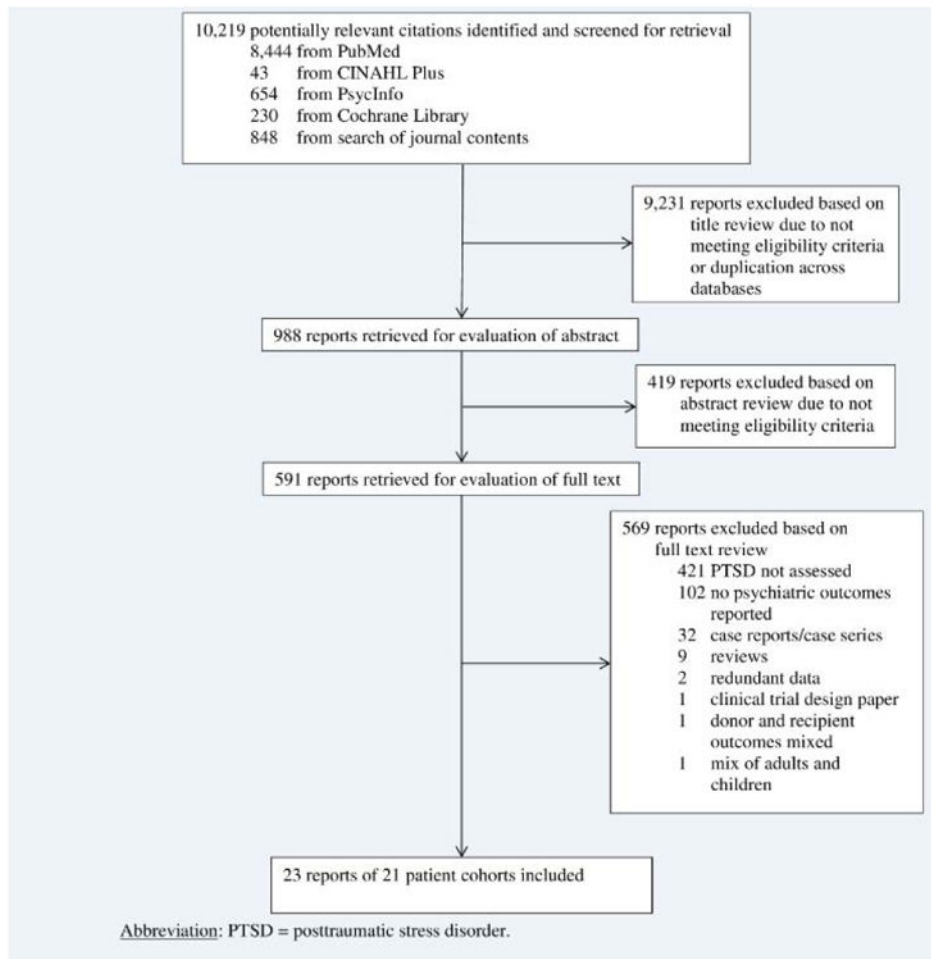 10,219 potentially relevant citations identified and screened for retrieval
8,444 from PubMed
43 from CINAHL Plus
654 from PsycInfo
230 from Cochrane Library
848 from search of journal contents
9,231 reports excluded based on
title review due to not
meeting eligibility criteria
or duplication across
databases
988 reports retrieved for evaluation of abstract
419 reports excluded based on
abstract review due to not
meeting eligibility criteria
591 reports retrieved for evaluation of full text
569 reports excluded based on
full text review
421 PTSD not assessed
102 no psychiatric outcomes
reported
32 case reports/case series
9 reviews
2 redundant data
1 clinical trial design paper
1 donor and recipient
outcomes mixed
1 mix of adults and
children
23 reports of 21 patient cohorts included
Abbreviation: PTSD = posttraumatic stress disorder.